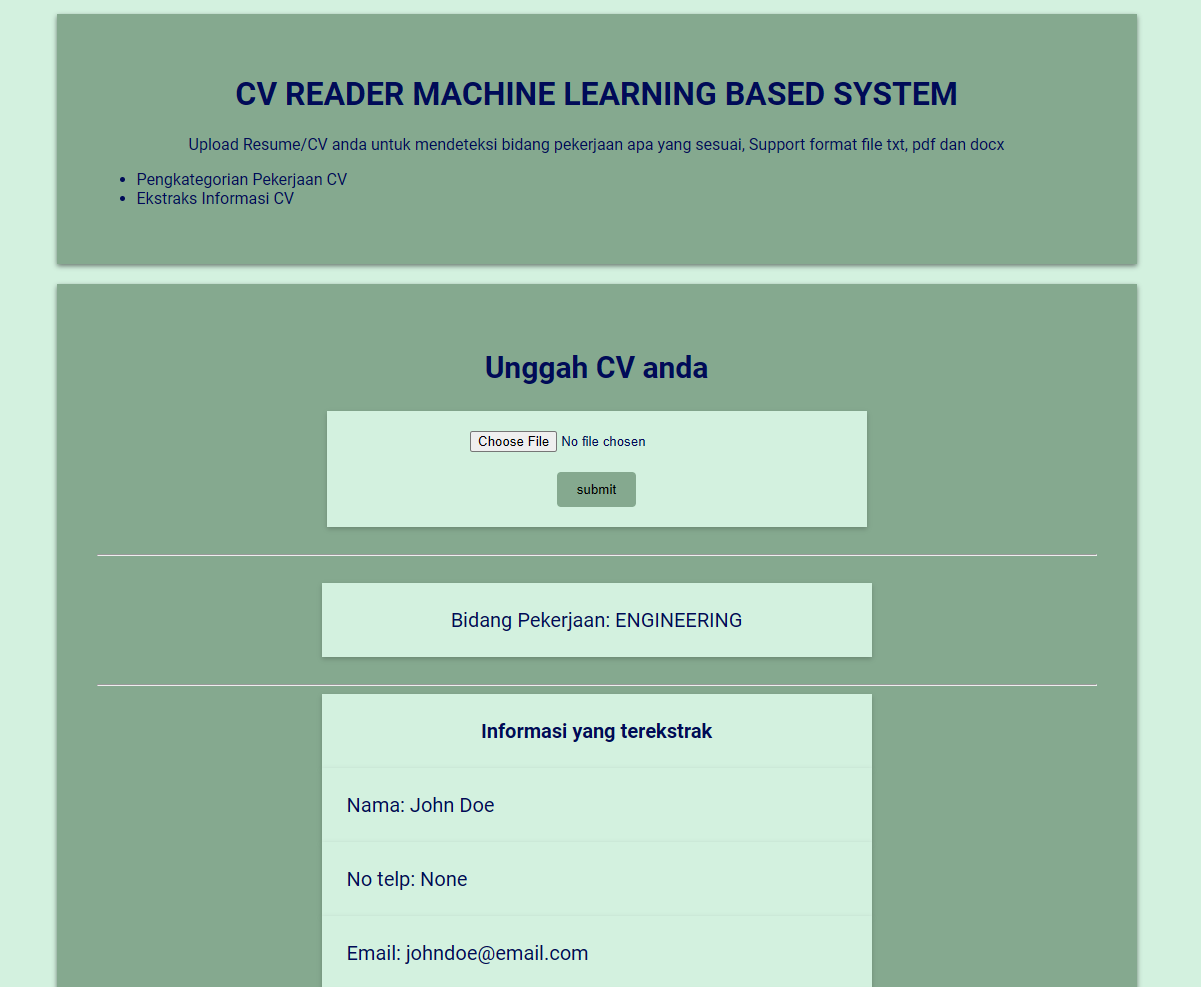 CV READER MACHINE LEARNING BASED SYSTEM
Upload Resume/CV anda untuk mendeteksi bidang pekerjaan apa yang sesuai, Support format file txt, pdf dan docx
Pengkategorian Pekerjaan CV
Ekstraks Informasi CV
Unggah CV anda
Choose File No file chosen
submit
Bidang Pekerjaan: ENGINEERING
Informasi yang terekstrak
Nama: John Doe
No telp: None
Email: johndoe@email.com